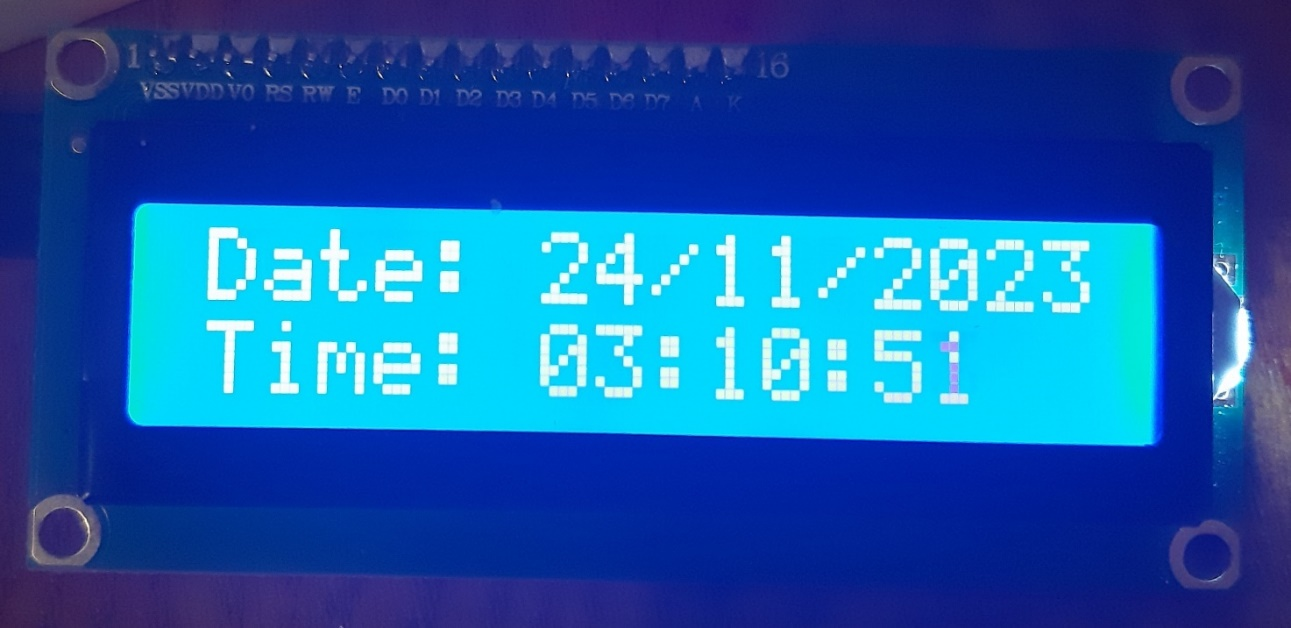 1 16
VSS VDD V0 RS RW E D0 D1 D2 D3 D4 D5 D6 D7 A K
Date: 24/11/2023
Time: 03:10:51